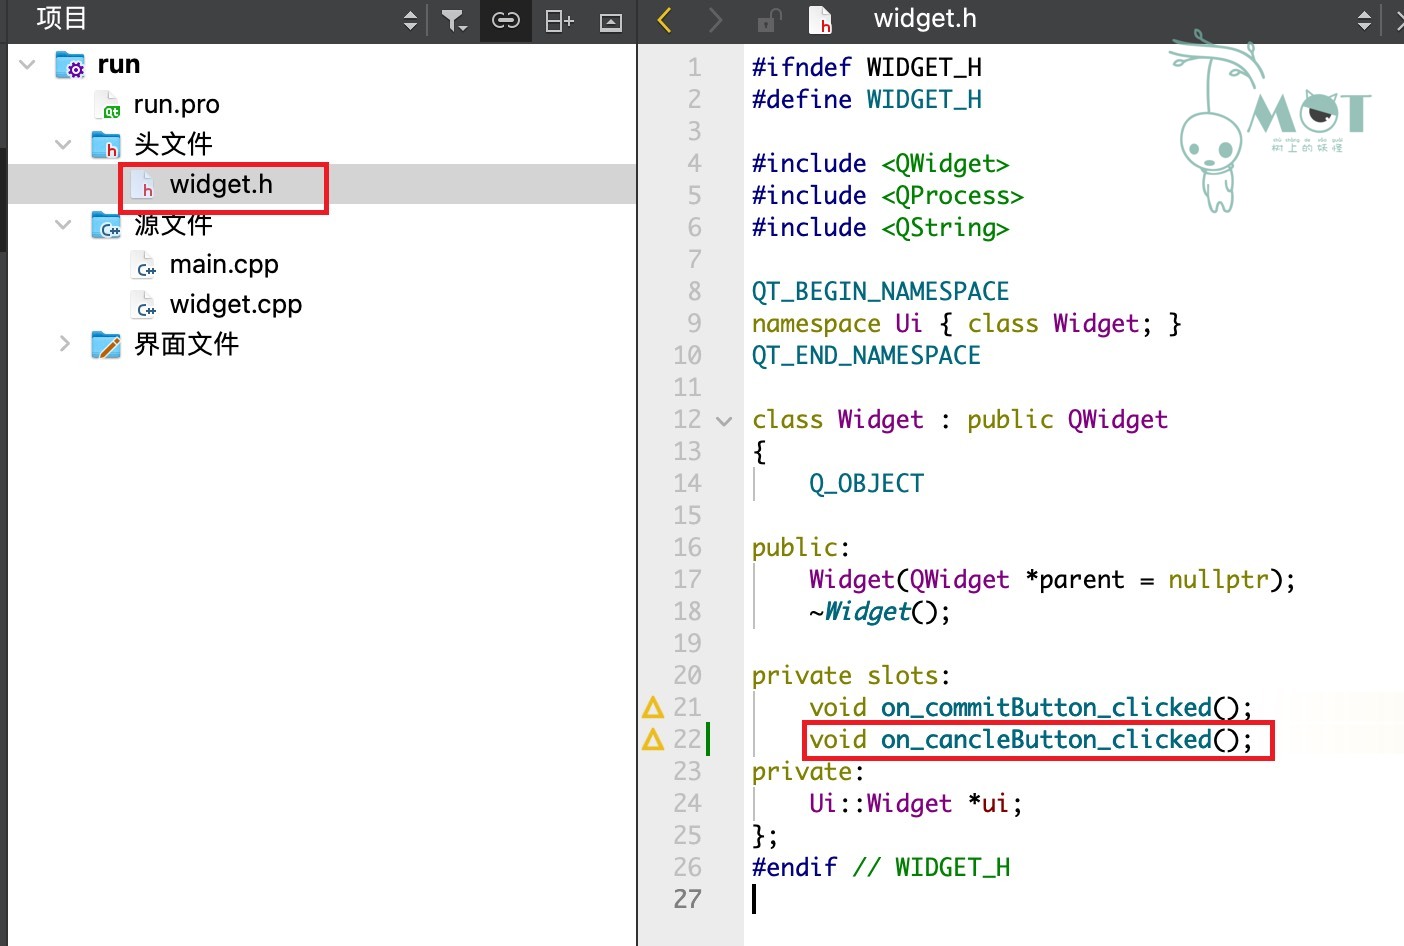 项目
widget.h
run
run.pro
头文件
widget.h
源文件
main.cpp
widget.cpp
界面文件
MOT
树上的妖怪
1 #ifndef WIDGET_H
2 #define WIDGET_H
3
4 #include <QWidget>
5 #include <QProcess>
6 #include <QString>
7
8 QT_BEGIN_NAMESPACE
9 namespace Ui { class Widget; }
10 QT_END_NAMESPACE
11
12 class Widget : public QWidget
13 {
14     Q_OBJECT
15
16 public:
17     Widget(QWidget *parent = nullptr);
18     ~Widget();
19
20 private slots:
21     void on_commitButton_clicked();
22     void on_cancleButton_clicked();
23 private:
24     Ui::Widget *ui;
25 };
26 #endif // WIDGET_H
27